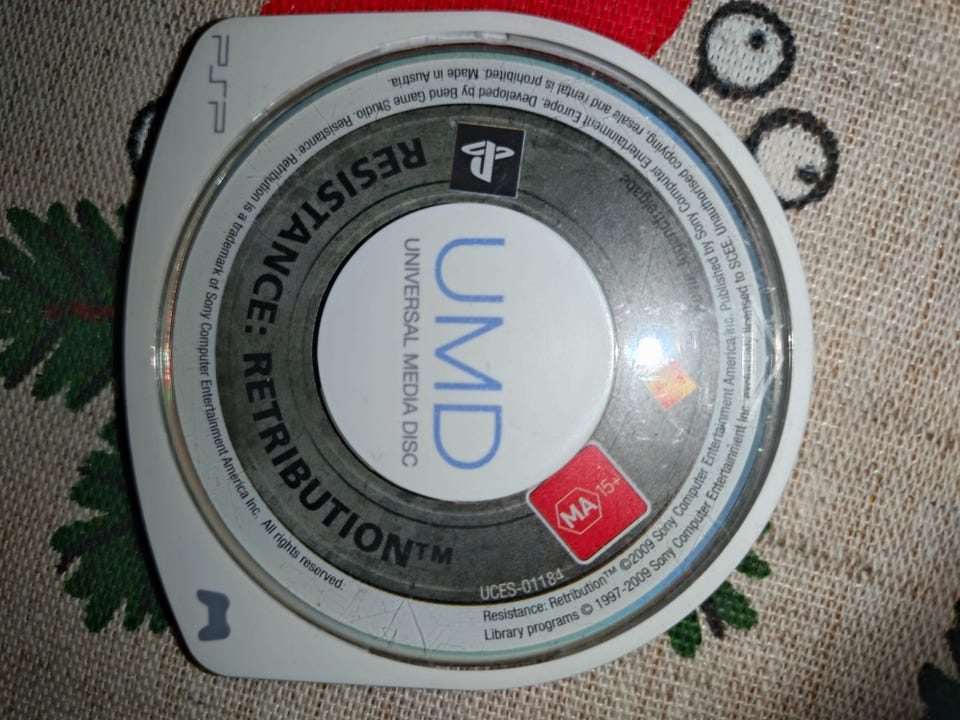 PSP
UMD
UNIVERSAL MEDIA DISC
RESISTANCE: RETRIBUTION™
MA 15+
UCES-01184
Resistance: Retribution™ ©2009 Sony Computer Entertainment America Inc. Published by Sony Computer Entertainment Europe. Developed by Bend Game Studio. Resistance: Retribution is a trademark of Sony Computer Entertainment America Inc. All rights reserved.
Library programs © 1997-2009 Sony Computer Entertainment Inc. licensed to SCEE. Unauthorised copying, resale and rental is prohibited. Made in Austria.